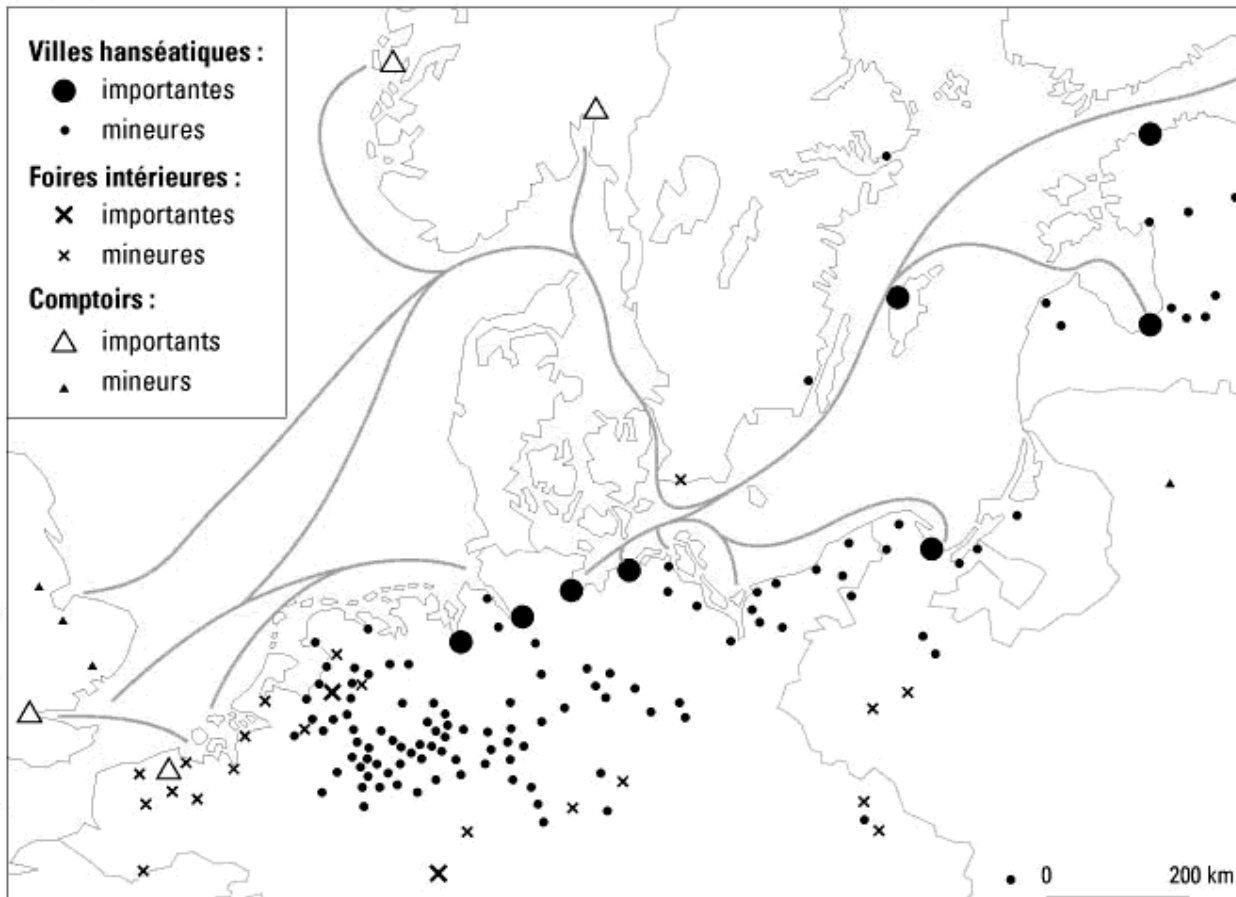 Villes hanséatiques :
importantes
mineures
Foires intérieures :
importantes
mineures
Comptoirs :
importants
mineurs
0 200 km